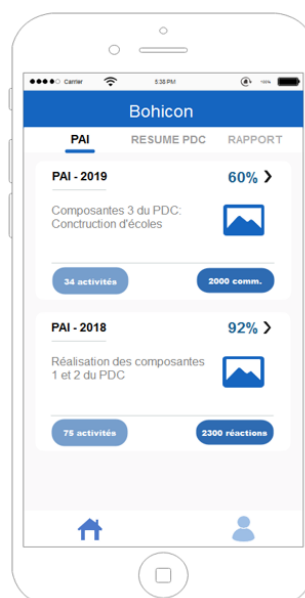 Carrier 5:38 PM 100%
Bohicon
PAI RESUME PDC RAPPORT
PAI - 2019 60%
Composantes 3 du PDC:
Conctruction d'écoles
34 activités 2000 comm.
PAI - 2018 92%
Réalisation des composantes
1 et 2 du PDC
75 activités 2300 réactions